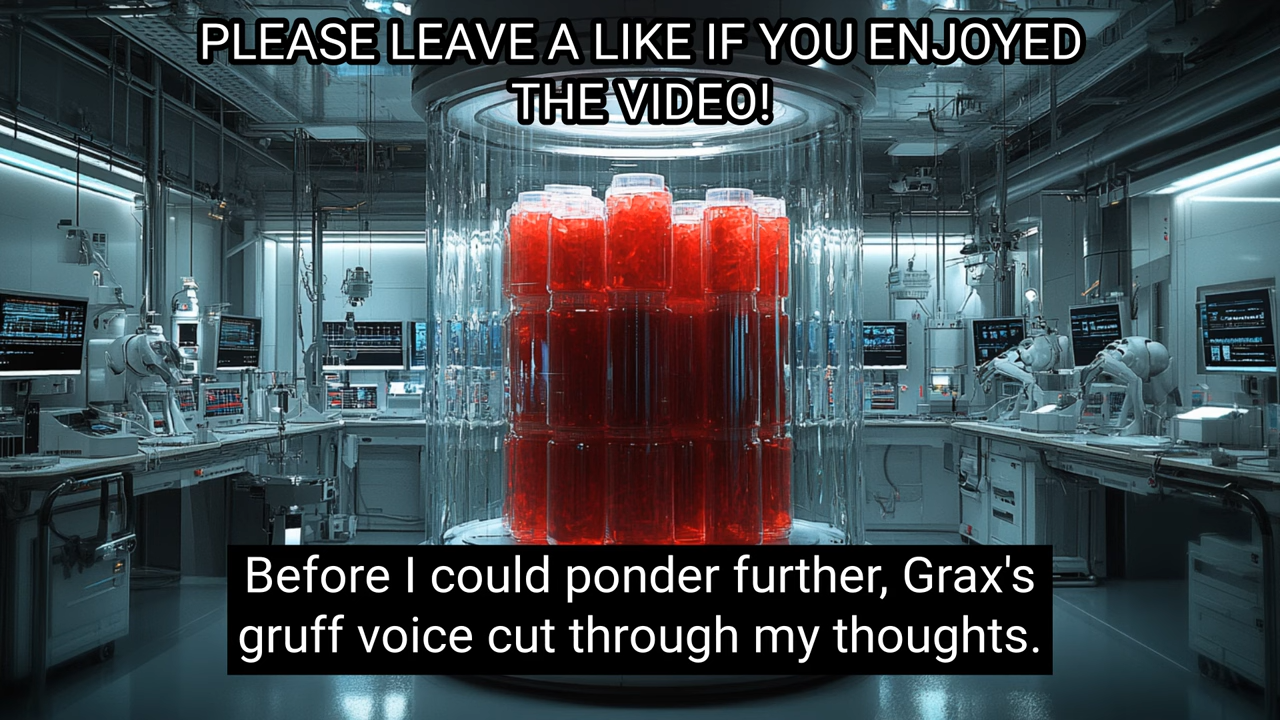 PLEASE LEAVE A LIKE IF YOU ENJOYED
THE VIDEO!
Before I could ponder further, Grax's
gruff voice cut through my thoughts.